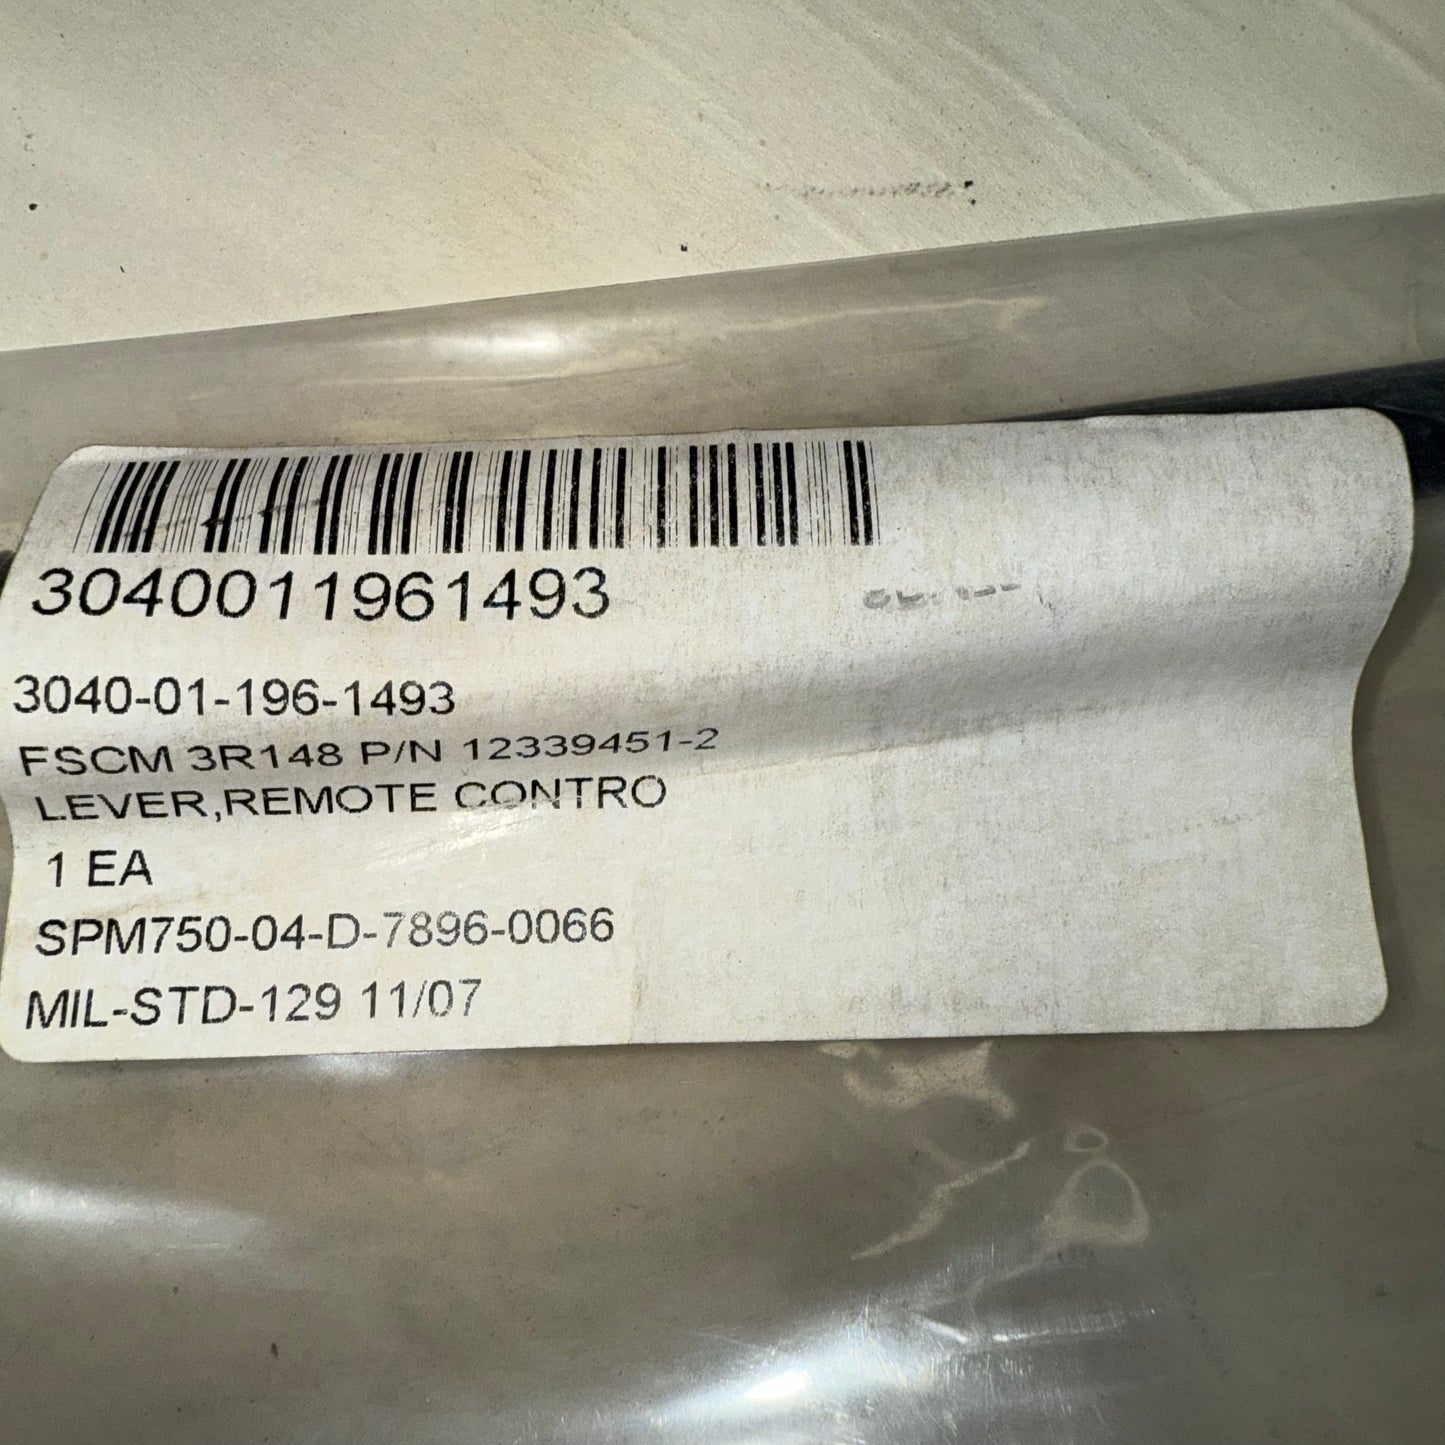 3040011961493
3040-01-196-1493
FSCM 3R148 P/N 12339451-2
LEVER,REMOTE CONTRO
1 EA
SPM750-04-D-7896-0066
MIL-STD-129 11/07